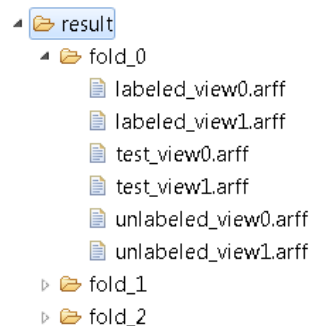 result
fold_0
labeled_view0.arff
labeled_view1.arff
test_view0.arff
test_view1.arff
unlabeled_view0.arff
unlabeled_view1.arff
fold_1
fold_2